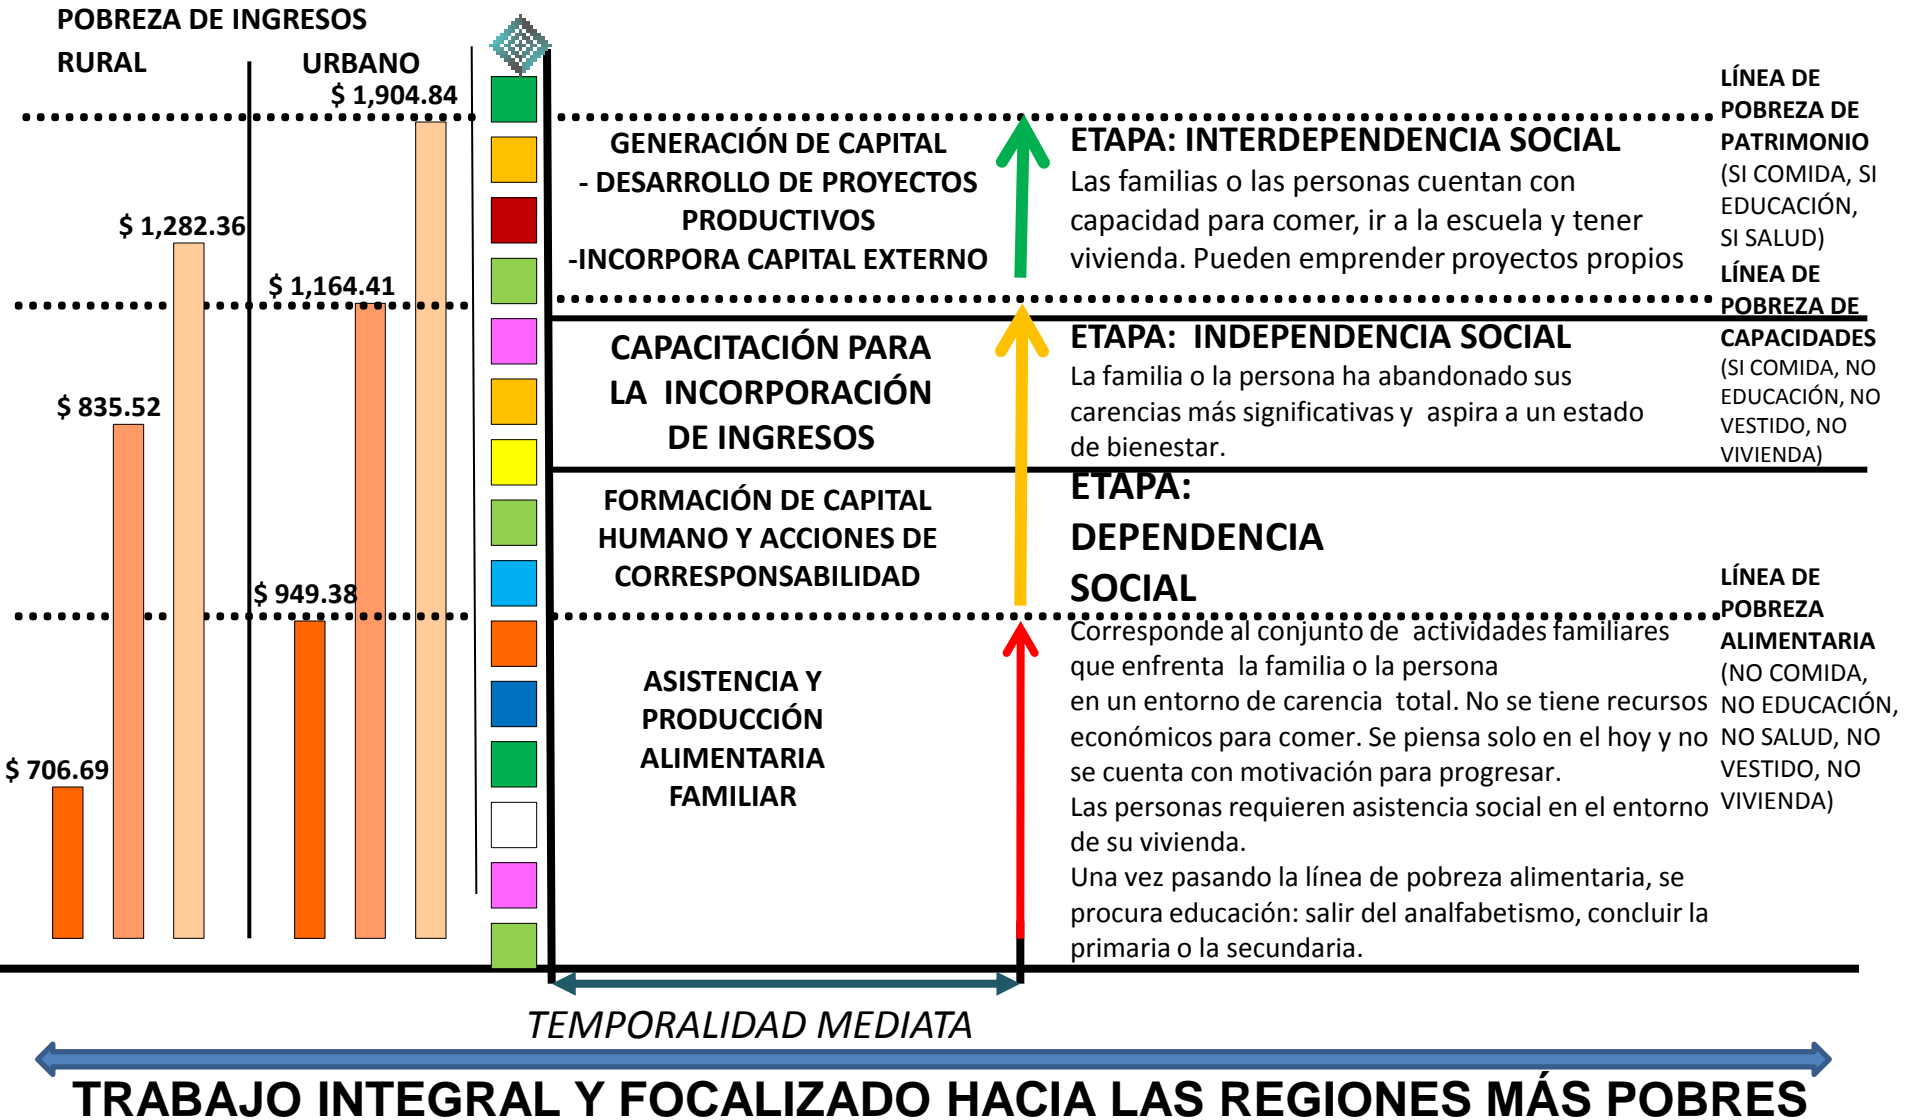 POBREZA DE INGRESOS
RURAL
URBANO
$ 1,904.84
$ 1,282.36
$ 1,164.41
$ 835.52
$ 949.38
$ 706.69
GENERACIÓN DE CAPITAL
- DESARROLLO DE PROYECTOS
PRODUCTIVOS
-INCORPORA CAPITAL EXTERNO
CAPACITACIÓN PARA
LA INCORPORACIÓN
DE INGRESOS
FORMACIÓN DE CAPITAL
HUMANO Y ACCIONES DE
CORRESPONSABILIDAD
ASISTENCIA Y
PRODUCCIÓN
ALIMENTARIA
FAMILIAR
ETAPA: INTERDEPENDENCIA SOCIAL
Las familias o las personas cuentan con
capacidad para comer, ir a la escuela y tener
vivienda. Pueden emprender proyectos propios
ETAPA: INDEPENDENCIA SOCIAL
La familia o la persona ha abandonado sus
carencias más significativas y aspira a un estado
de bienestar.
ETAPA:
DEPENDENCIA
SOCIAL
Corresponde al conjunto de actividades familiares
que enfrenta la familia o la persona
en un entorno de carencia total. No se tiene recursos
económicos para comer. Se piensa solo en el hoy y no
se cuenta con motivación para progresar.
Las personas requieren asistencia social en el entorno
de su vivienda.
Una vez pasando la línea de pobreza alimentaria, se
procura educación: salir del analfabetismo, concluir la
primaria o la secundaria.
LÍNEA DE
POBREZA DE
PATRIMONIO
(SI COMIDA, SI
EDUCACIÓN,
SI SALUD)
LÍNEA DE
POBREZA DE
CAPACIDADES
(SI COMIDA, NO
EDUCACIÓN, NO
VESTIDO, NO
VIVIENDA)
LÍNEA DE
POBREZA
ALIMENTARIA
(NO COMIDA,
NO EDUCACIÓN,
NO SALUD, NO
VESTIDO, NO
VIVIENDA)
TEMPORALIDAD MEDIATA
TRABAJO INTEGRAL Y FOCALIZADO HACIA LAS REGIONES MÁS POBRES